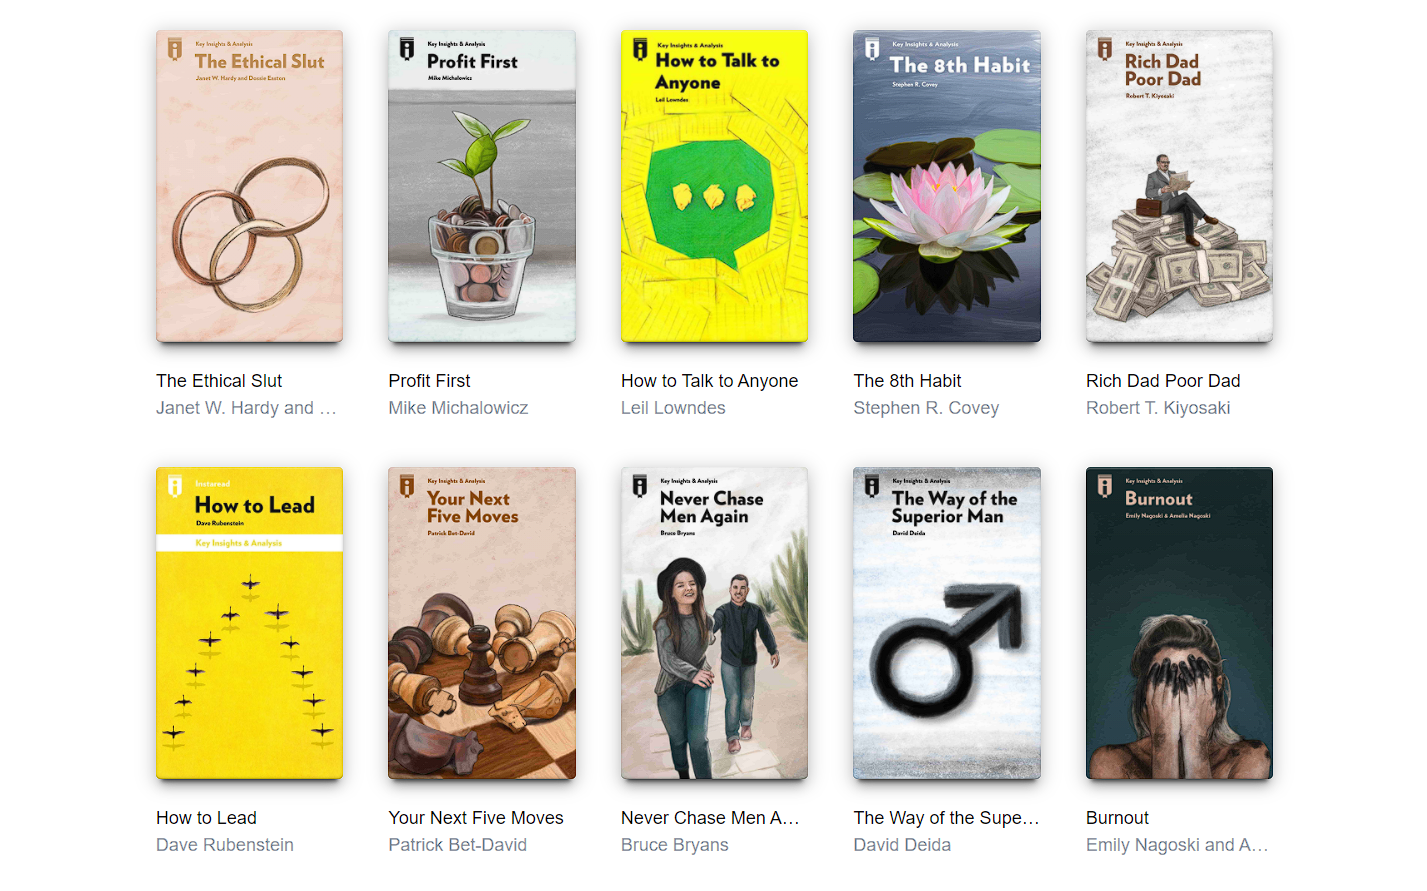 Key Insights & Analysis
The Ethical Slut
Janet W. Hardy and Dossie Easton
Key Insights & Analysis
Profit First
Mike Michalowicz
Key Insights & Analysis
How to Talk to
Anyone
Leil Lowndes
Key Insights & Analysis
The 8th Habit
Stephen R. Covey
Key Insights & Analysis
Rich Dad
Poor Dad
Robert T. Kiyosaki
The Ethical Slut
Janet W. Hardy and …
Profit First
Mike Michalowicz
How to Talk to Anyone
Leil Lowndes
The 8th Habit
Stephen R. Covey
Rich Dad Poor Dad
Robert T. Kiyosaki
Instaread
How to Lead
Dave Rubenstein
Key Insights & Analysis
Key Insights & Analysis
Your Next
Five Moves
Patrick Bet-David
Key Insights & Analysis
Never Chase
Men Again
Bruce Bryans
Key Insights & Analysis
The Way of the
Superior Man
David Deida
Key Insights & Analysis
Burnout
Emily Nagoski & Amelia Nagoski
How to Lead
Dave Rubenstein
Your Next Five Moves
Patrick Bet-David
Never Chase Men A…
Bruce Bryans
The Way of the Supe…
David Deida
Burnout
Emily Nagoski and A…